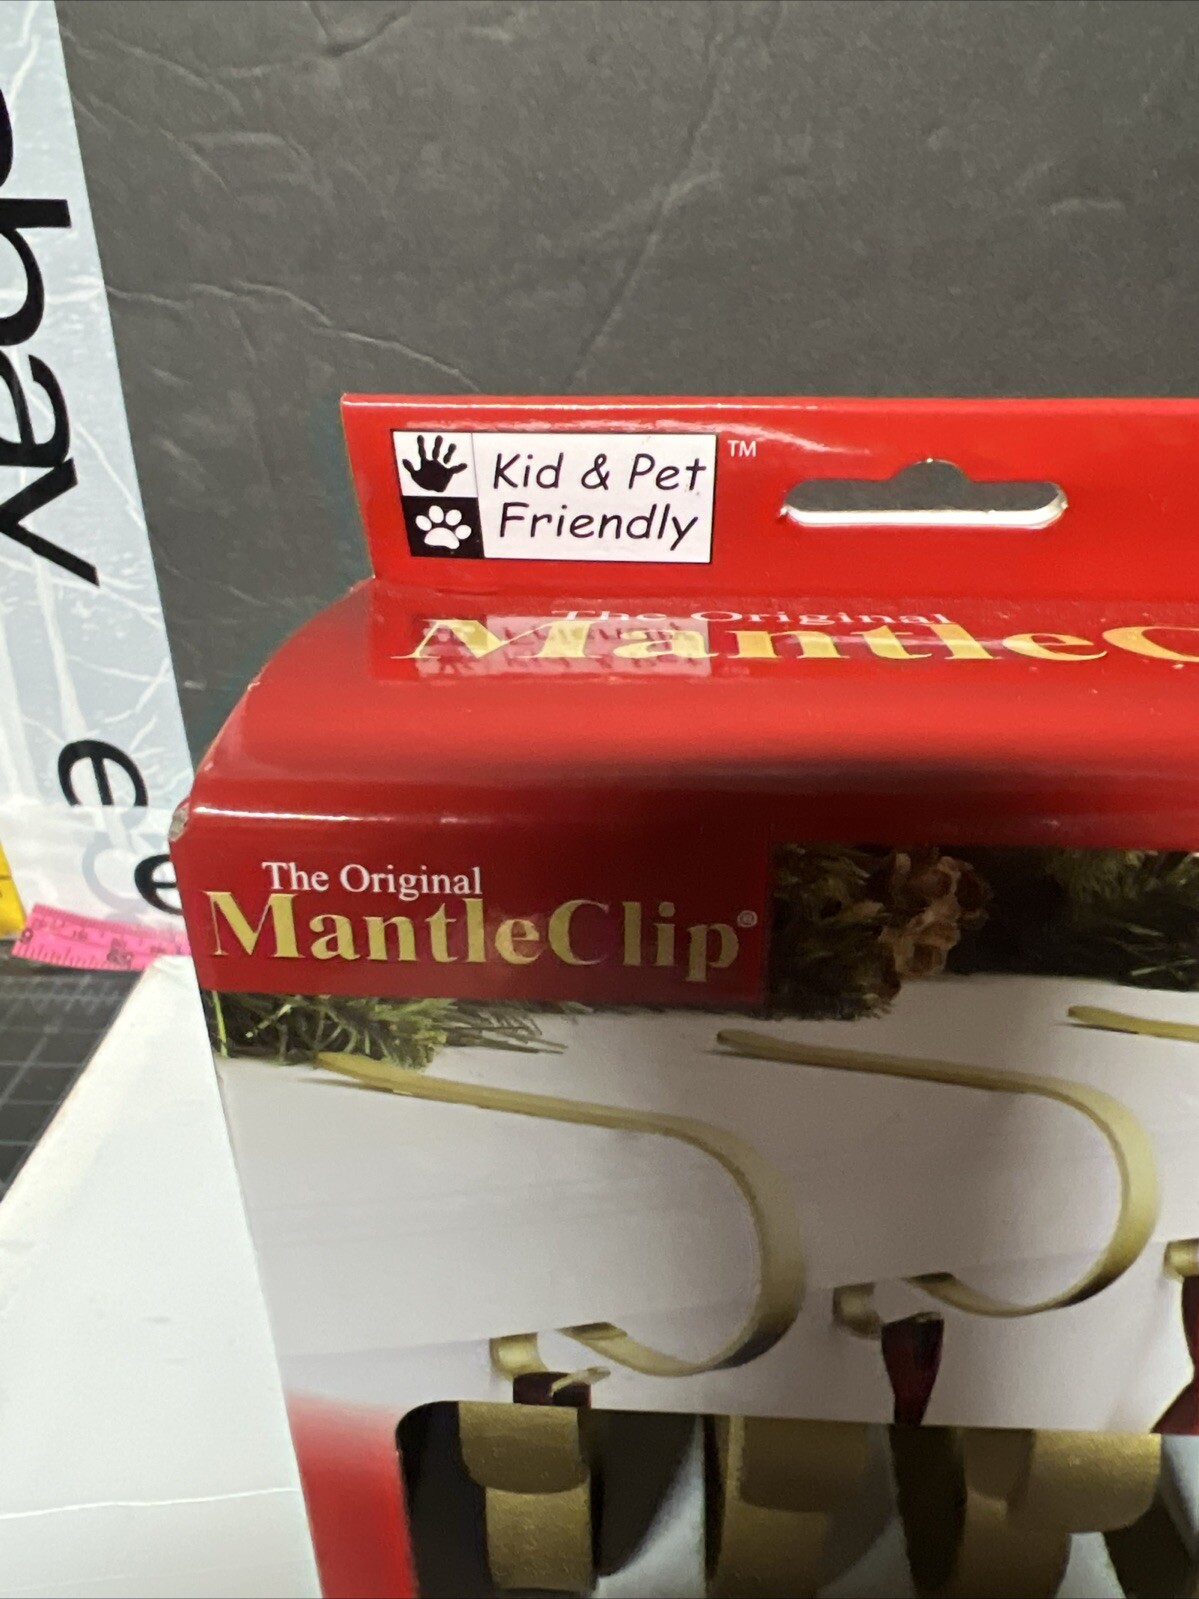 ebay
Kid & Pet
Friendly
TM
The Original
MantleC
The Original
MantleClip®